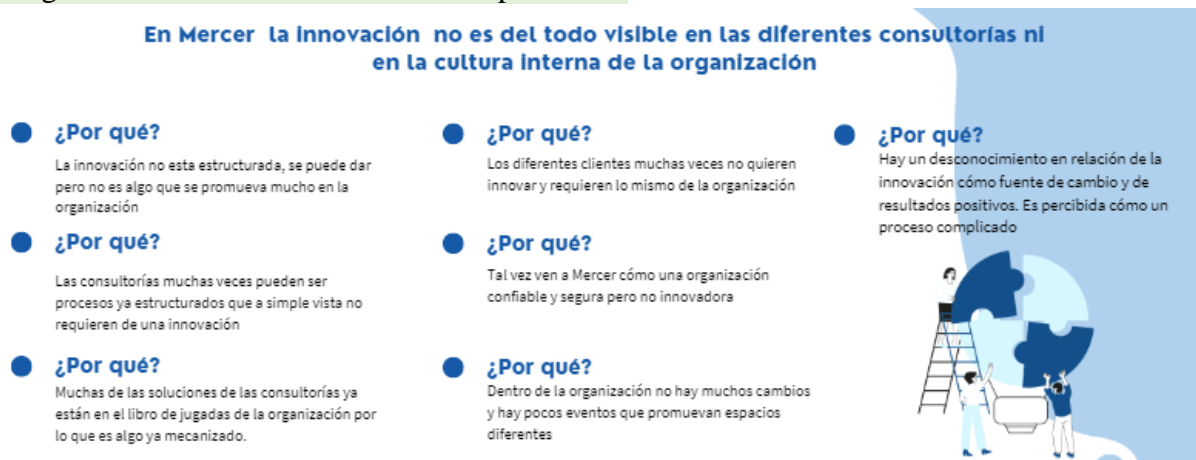 En Mercer la innovación no es del todo visible en las diferentes consultorías ni
en la cultura interna de la organización
¿Por qué?
La innovación no esta estructurada, se puede dar
pero no es algo que se promueva mucho en la
organización
¿Por qué?
Las consultorías muchas veces pueden ser
procesos ya estructurados que a simple vista no
requieren de una innovación
¿Por qué?
Muchas de las soluciones de las consultorías ya
están en el libro de jugadas de la organización por
lo que es algo ya mecanizado.
¿Por qué?
Los diferentes clientes muchas veces no quieren
innovar y requieren lo mismo de la organización
¿Por qué?
Tal vez ven a Mercer cómo una organización
confiable y segura pero no innovadora
¿Por qué?
Dentro de la organización no hay muchos cambios
y hay pocos eventos que promuevan espacios
diferentes
¿Por qué?
Hay un desconocimiento en relación de la
innovación cómo fuente de cambio y de
resultados positivos. Es percibida cómo un
proceso complicado